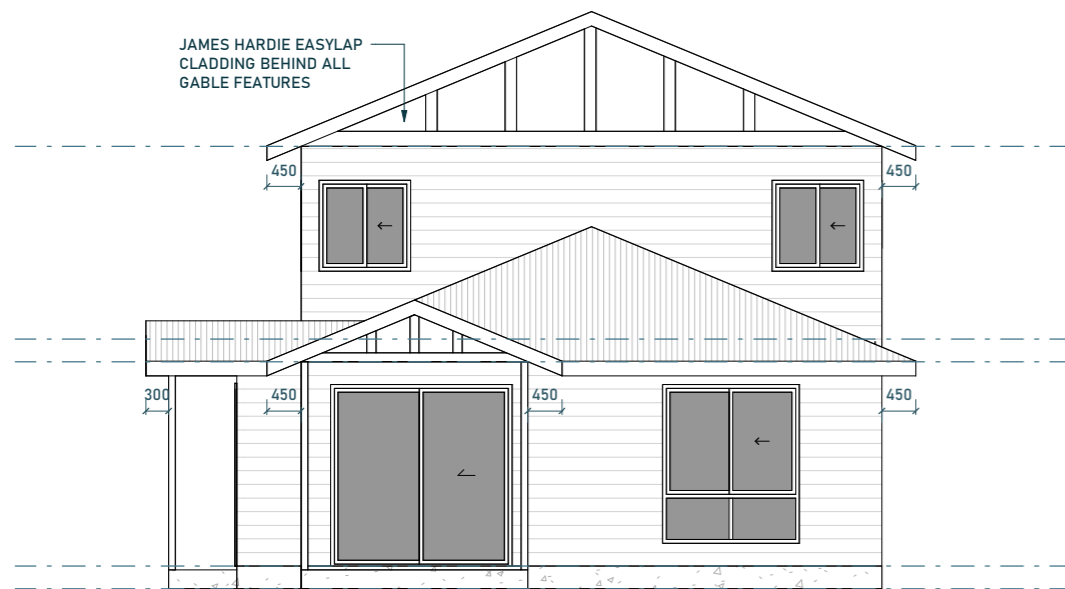 JAMES HARDIE EASYLAP
CLADDING BEHIND ALL
GABLE FEATURES
450
450
300
450
450
450